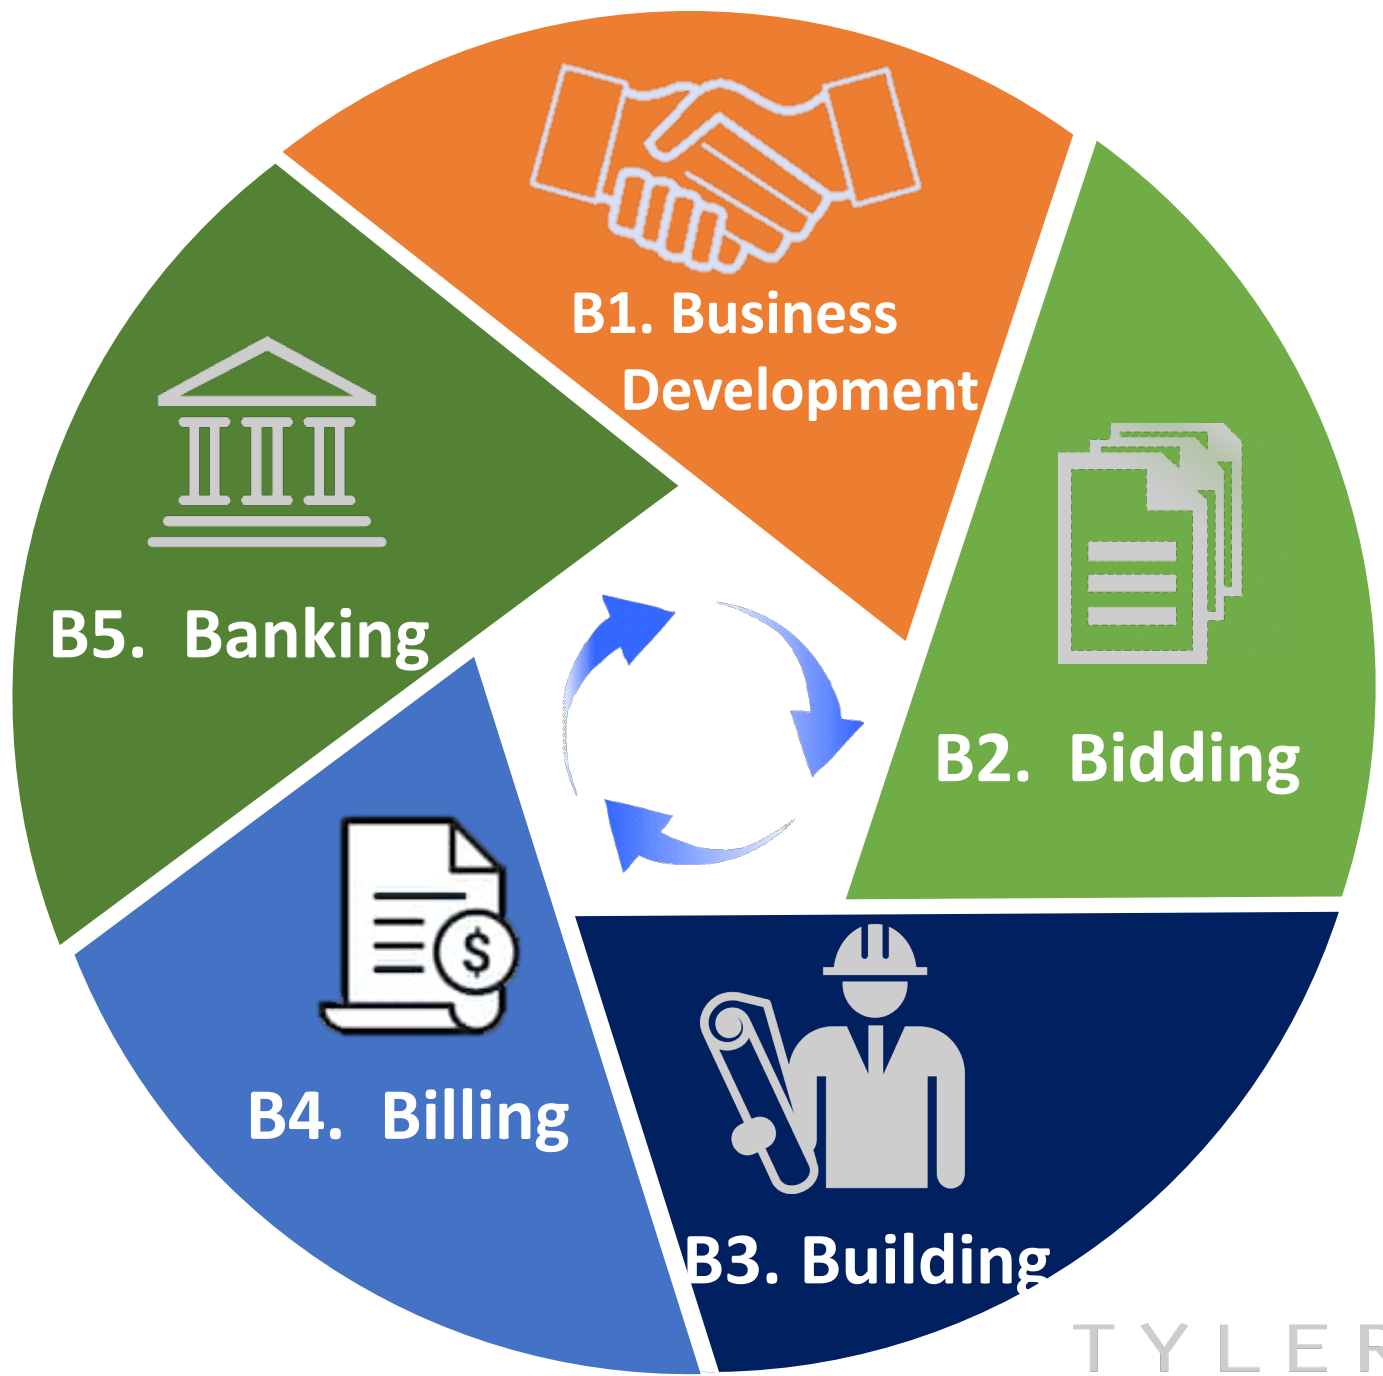 B1. Business
Development
B2. Bidding
B3. Building
B4. Billing
B5. Banking
$
TYLER